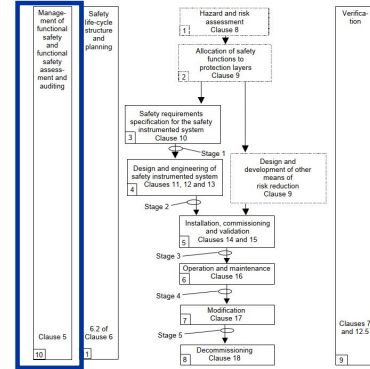 Manage-
ment of
functional
safety
and
functional
safety
assess-
ment and
auditing
Clause 5
10
Safety
life-cycle
structure
and
planning
6.2 of
Clause 6
1
Hazard and risk
assessment
Clause 8
1
Allocation of safety
functions to
protection layers
Clause 9
2
Safety requirements
specification for the safety
instrumented system
Clause 10
3
Stage 1
Design and engineering of
safety instrumented system
Clauses 11, 12 and 13
4
Design and
development of other
means of
risk reduction
Clause 9
Stage 2
Installation, commissioning
and validation
Clauses 14 and 15
5
Stage 3
Operation and maintenance
Clause 16
6
Stage 4
Modification
Clause 17
7
Stage 5
Decommissioning
Clause 18
8
Verifica-
tion
Clauses 7
and 12.5
9